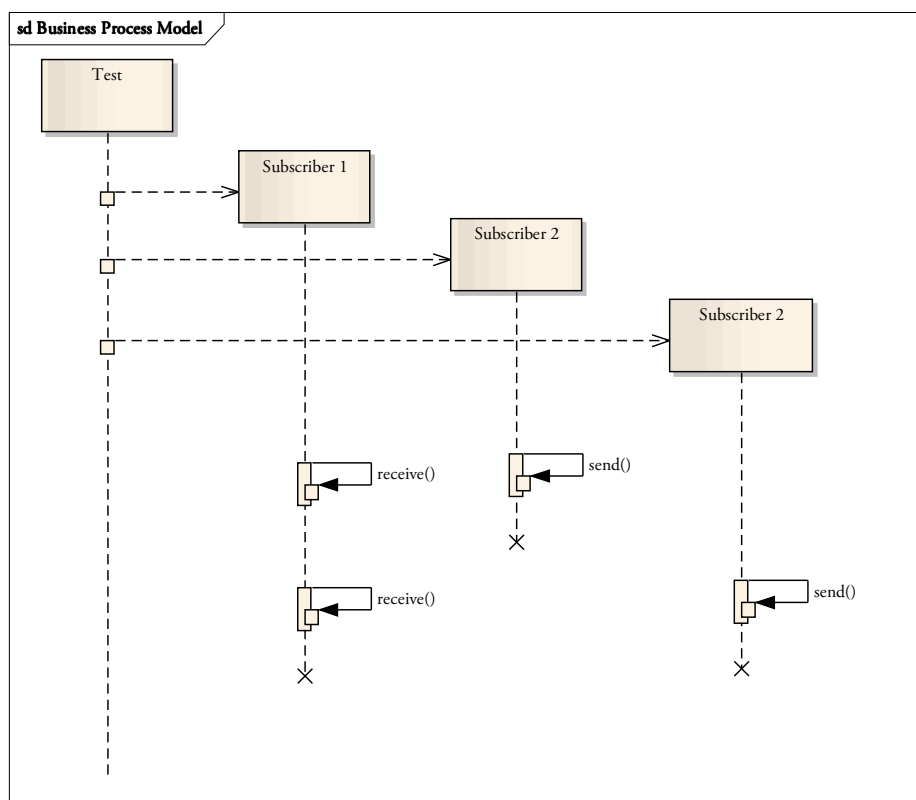 sd Business Process Model
Test
Subscriber 1
Subscriber 2
Subscriber 2
receive()
send()
receive()
send()